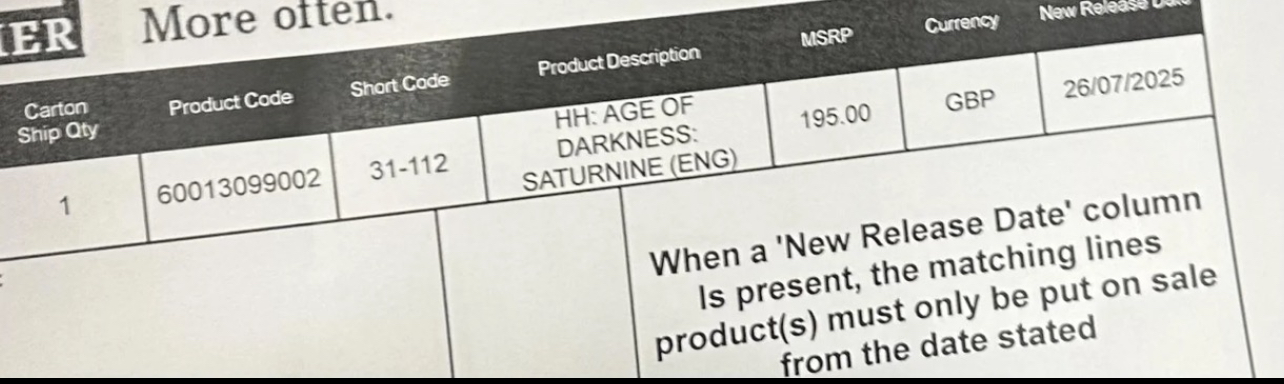 IER More often.
Carton
Ship Qty
Product Code
Short Code
Product Description
MSRP
Currency
New Release Date
1
60013099002
31-112
HH: AGE OF
DARKNESS:
SATURNINE (ENG)
195.00
GBP
26/07/2025
When a 'New Release Date' column
Is present, the matching lines
product(s) must only be put on sale
from the date stated